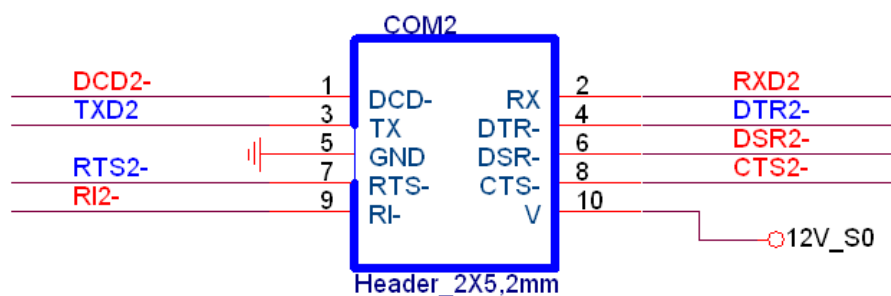 COM2
DCD2- 1 DCD- RX 2 RXD2
TXD2 3 TX DTR- 4 DTR2-
5 GND DSR- 6 DSR2-
RTS2- 7 RTS- CTS- 8 CTS2-
RI2- 9 RI- V 10
12V_S0
Header_2X5,2mm